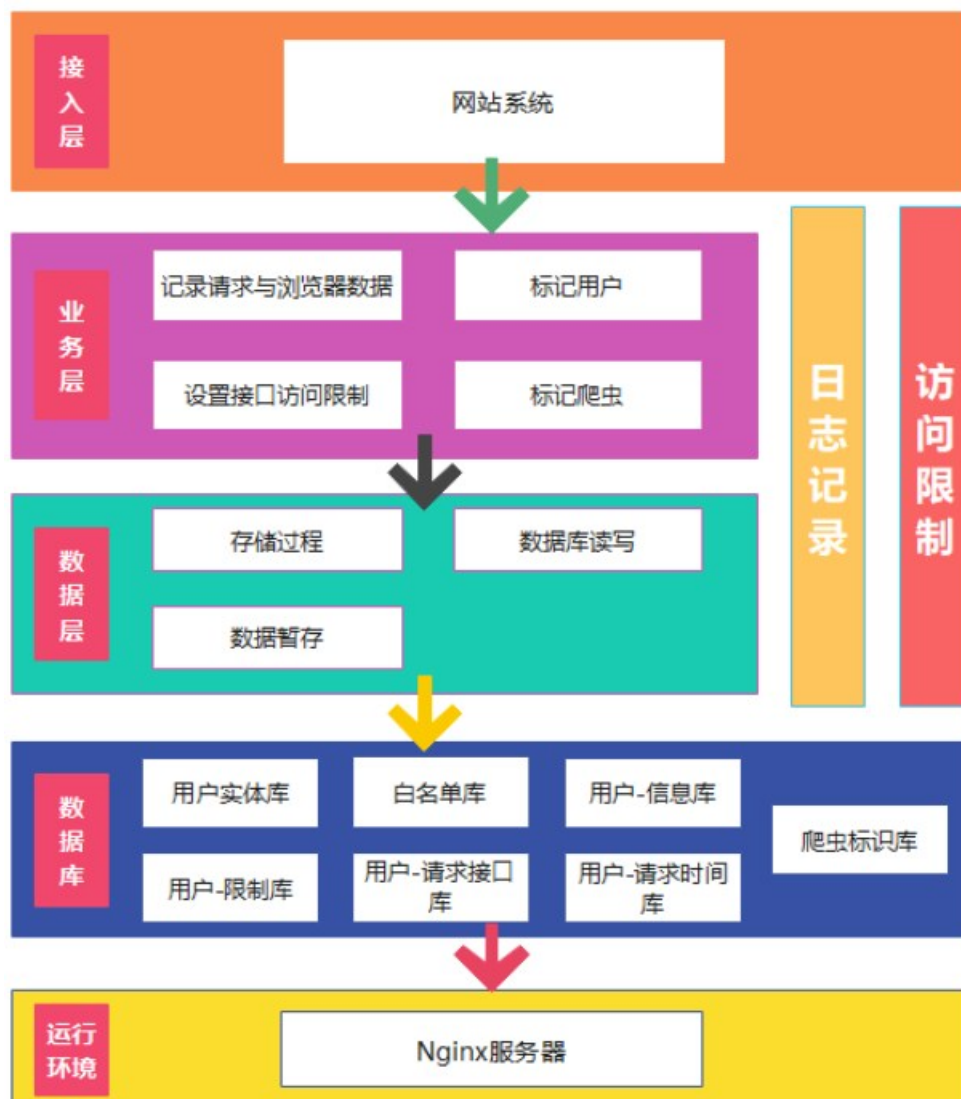 接入层
网站系统
业务层
记录请求与浏览器数据
标记用户
设置接口访问限制
标记爬虫
日志记录
访问限制
数据层
存储过程
数据库读写
数据暂存
数据库
用户实体库
白名单库
用户-信息库
爬虫标识库
用户-限制库
用户-请求接口
库
用户-请求时间
库
运行
环境
Nginx服务器